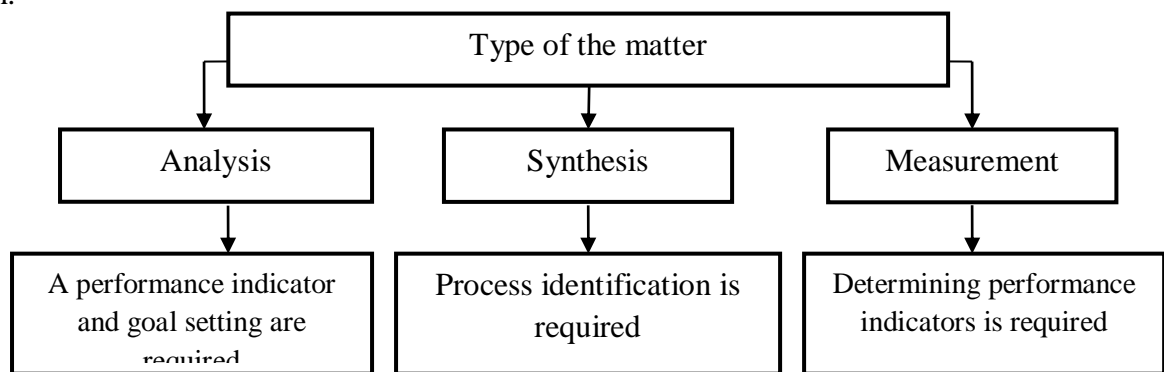 Type of the matter
Analysis
Synthesis
Measurement
A performance indicator
and goal setting are
required
Process identification is
required
Determining performance
indicators is required